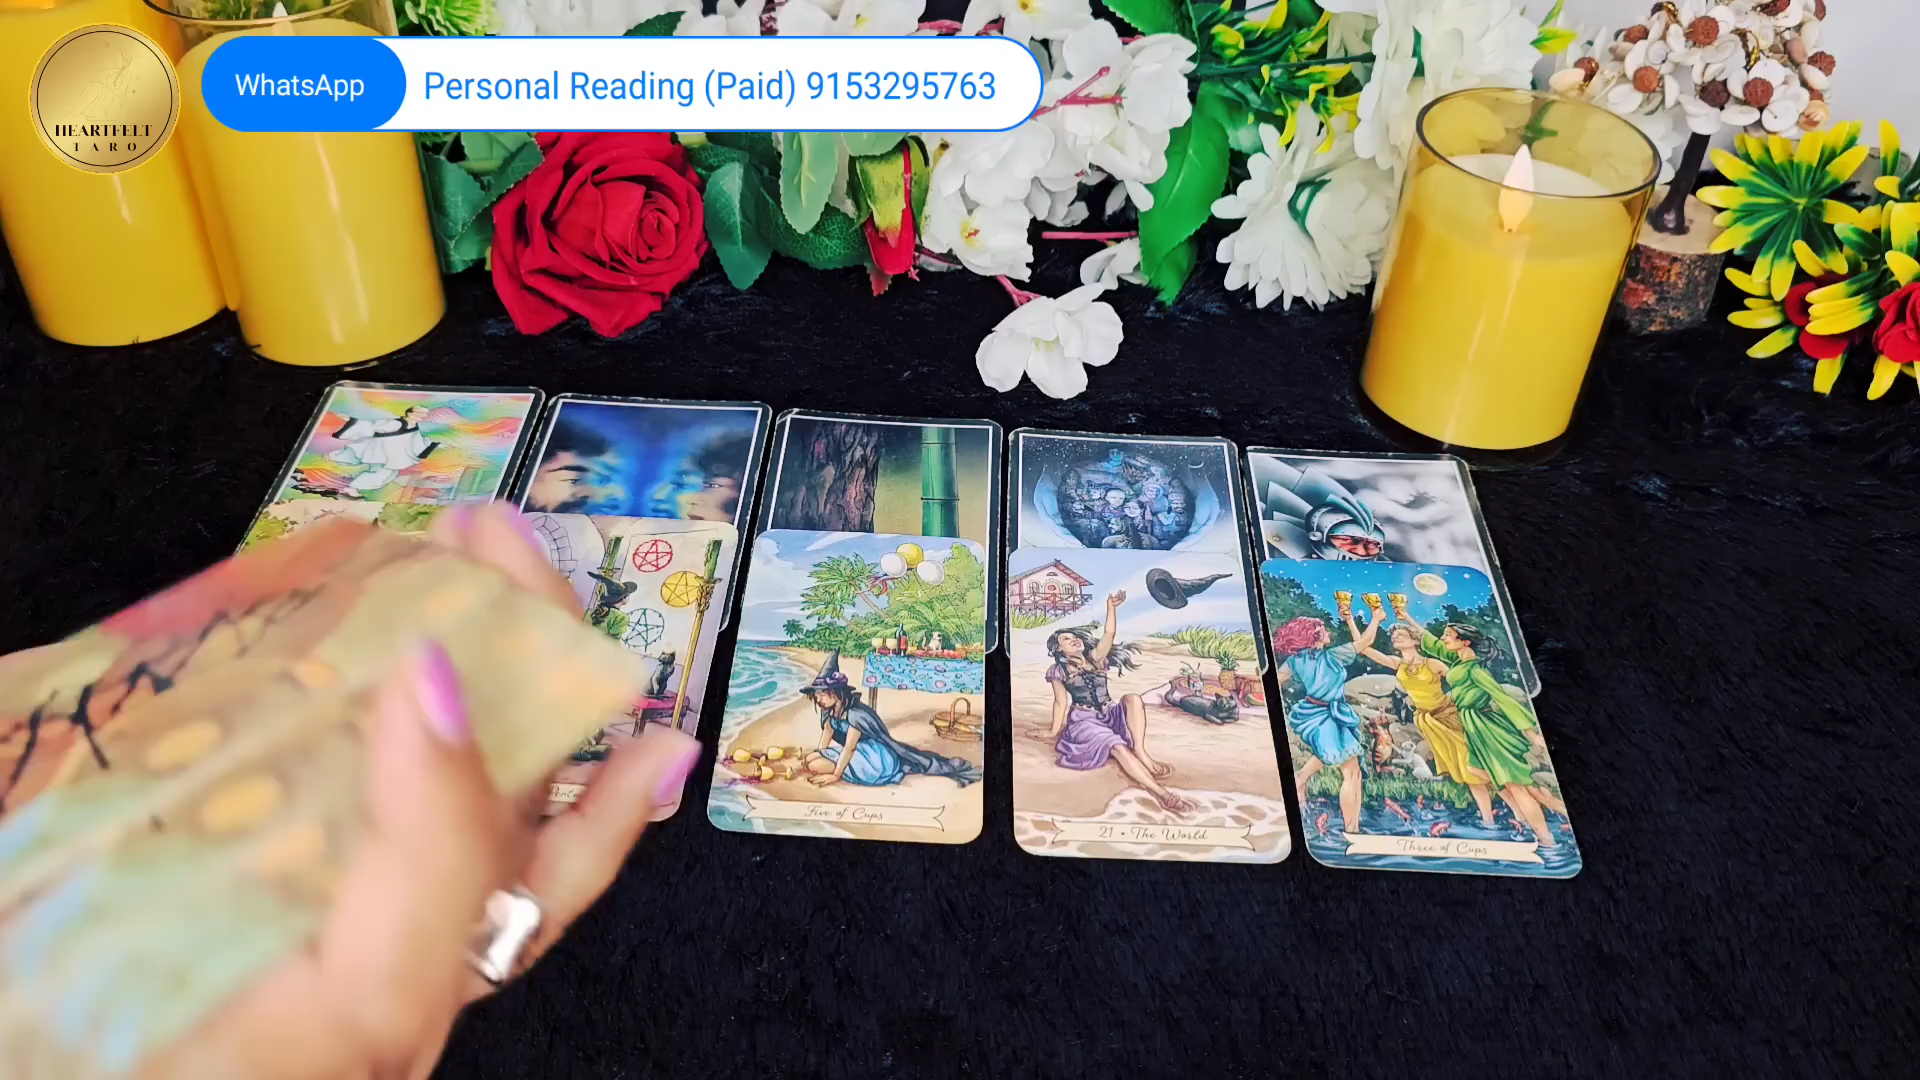 HEARTFELT
TARO
WhatsApp
Personal Reading (Paid) 9153295763
Five of Cups
21 • The World
Three of Cups